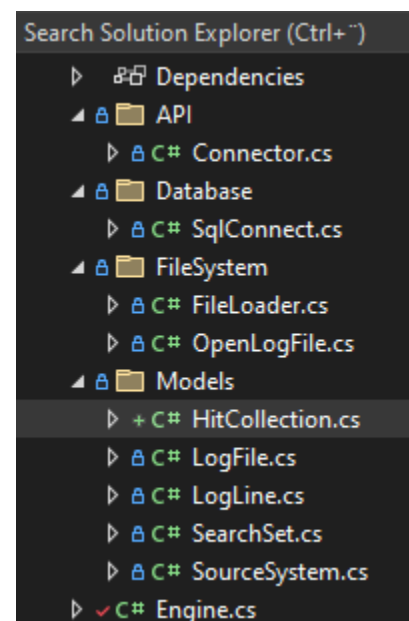 Search Solution Explorer (Ctrl+¨)
Dependencies
API
C# Connector.cs
Database
C# SqlConnect.cs
FileSystem
C# FileLoader.cs
C# OpenLogFile.cs
Models
+ C# HitCollection.cs
C# LogFile.cs
C# LogLine.cs
C# SearchSet.cs
C# SourceSystem.cs
C# Engine.cs